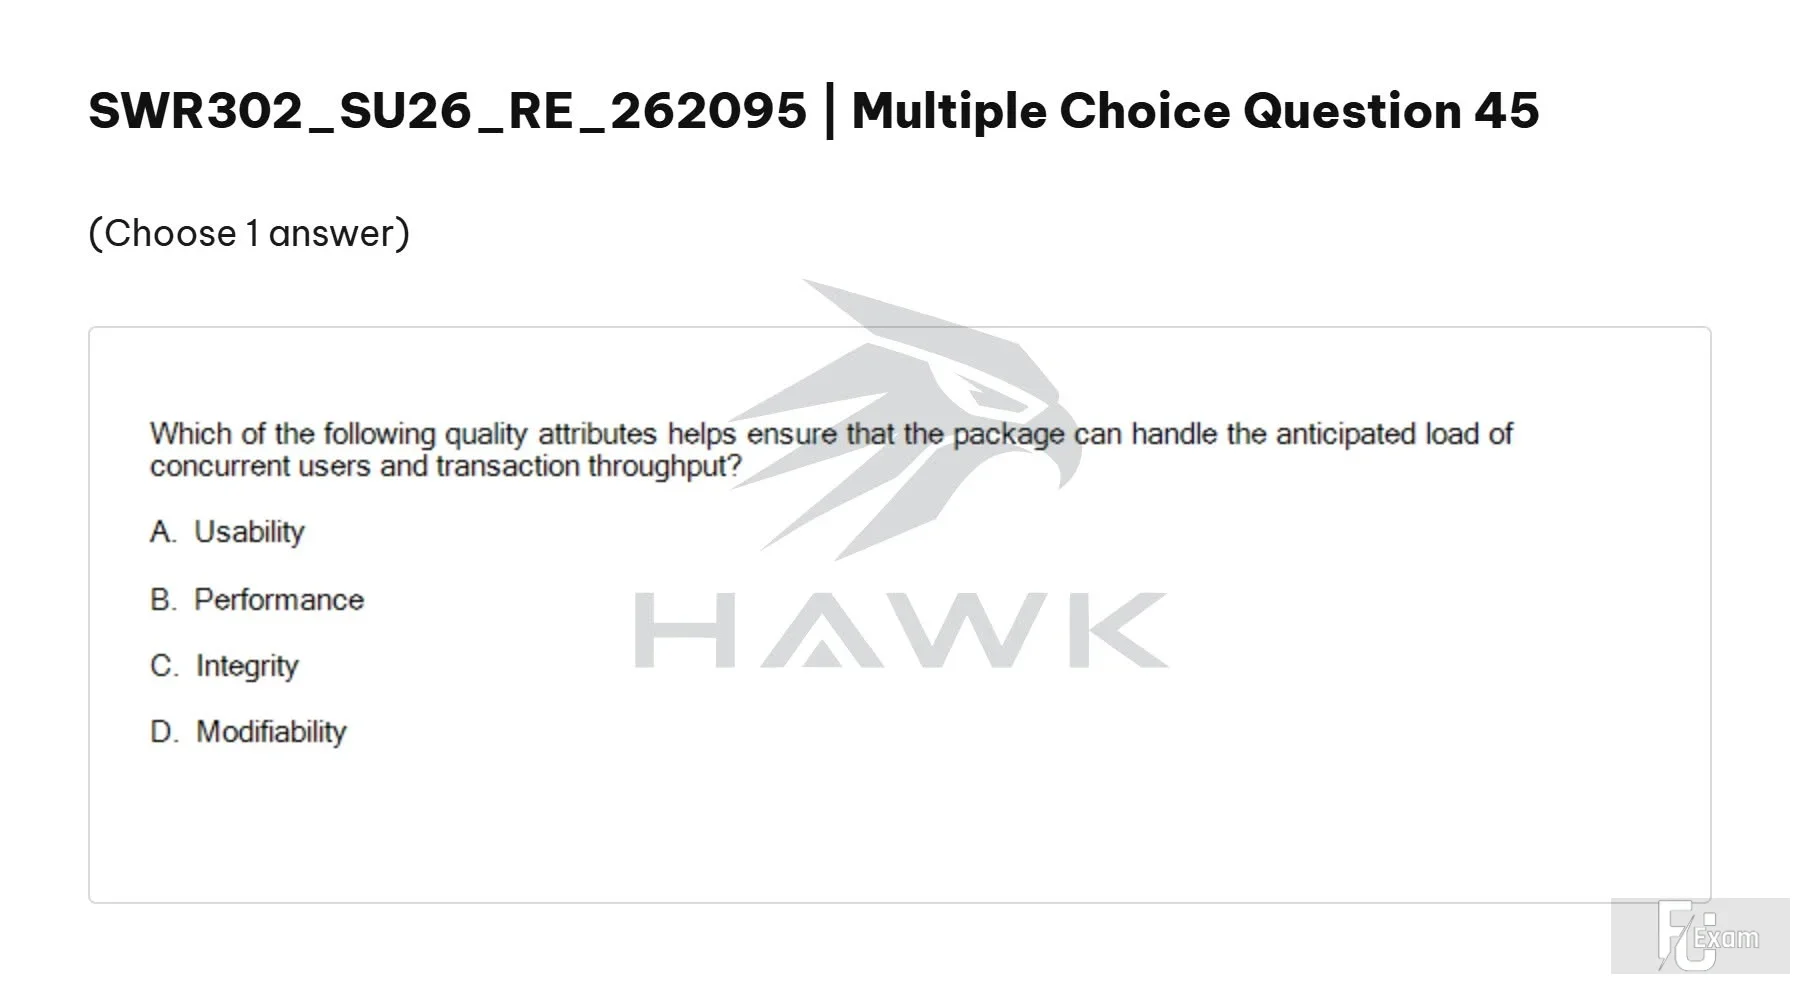 SWR302_SU26_RE_262095 | Multiple Choice Question 45
(Choose 1 answer)
Which of the following quality attributes helps ensure that the package can handle the anticipated load of
concurrent users and transaction throughput?
A. Usability
B. Performance
C. Integrity
D. Modifiability
HAWK
FU Exam